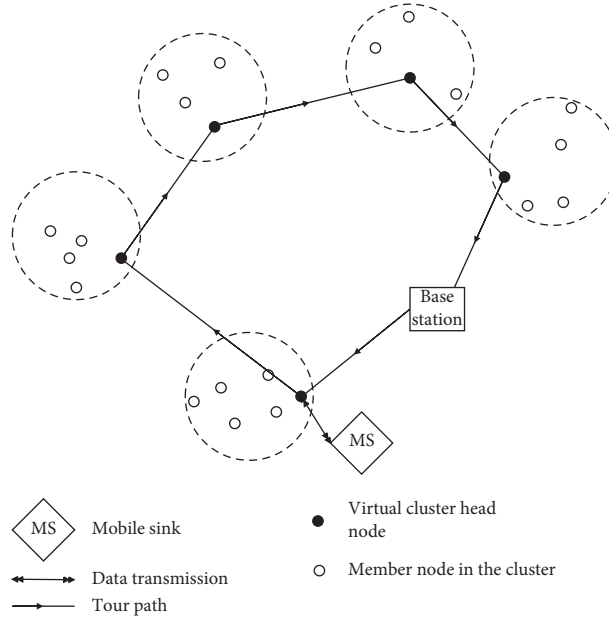 Base
station
MS
MS
Mobile sink
Data transmission
Tour path
Virtual cluster head
node
Member node in the cluster